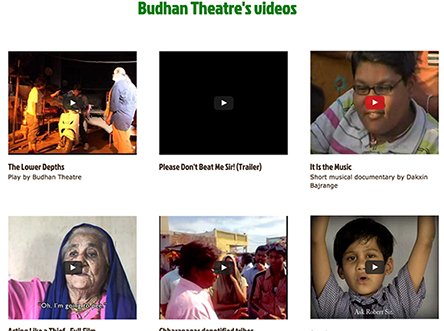 Budhan Theatre's videos
The Lower Depths
Play by Budhan Theatre
Please Don't Beat Me Sir! (Trailer)
It Is the Music
Short musical documentary by Dakxin
Bajrange
Oh, I'm going to
Ask Robert Sir.
Acting Like a Thief - Full Film
Chharanagar denotified tribes